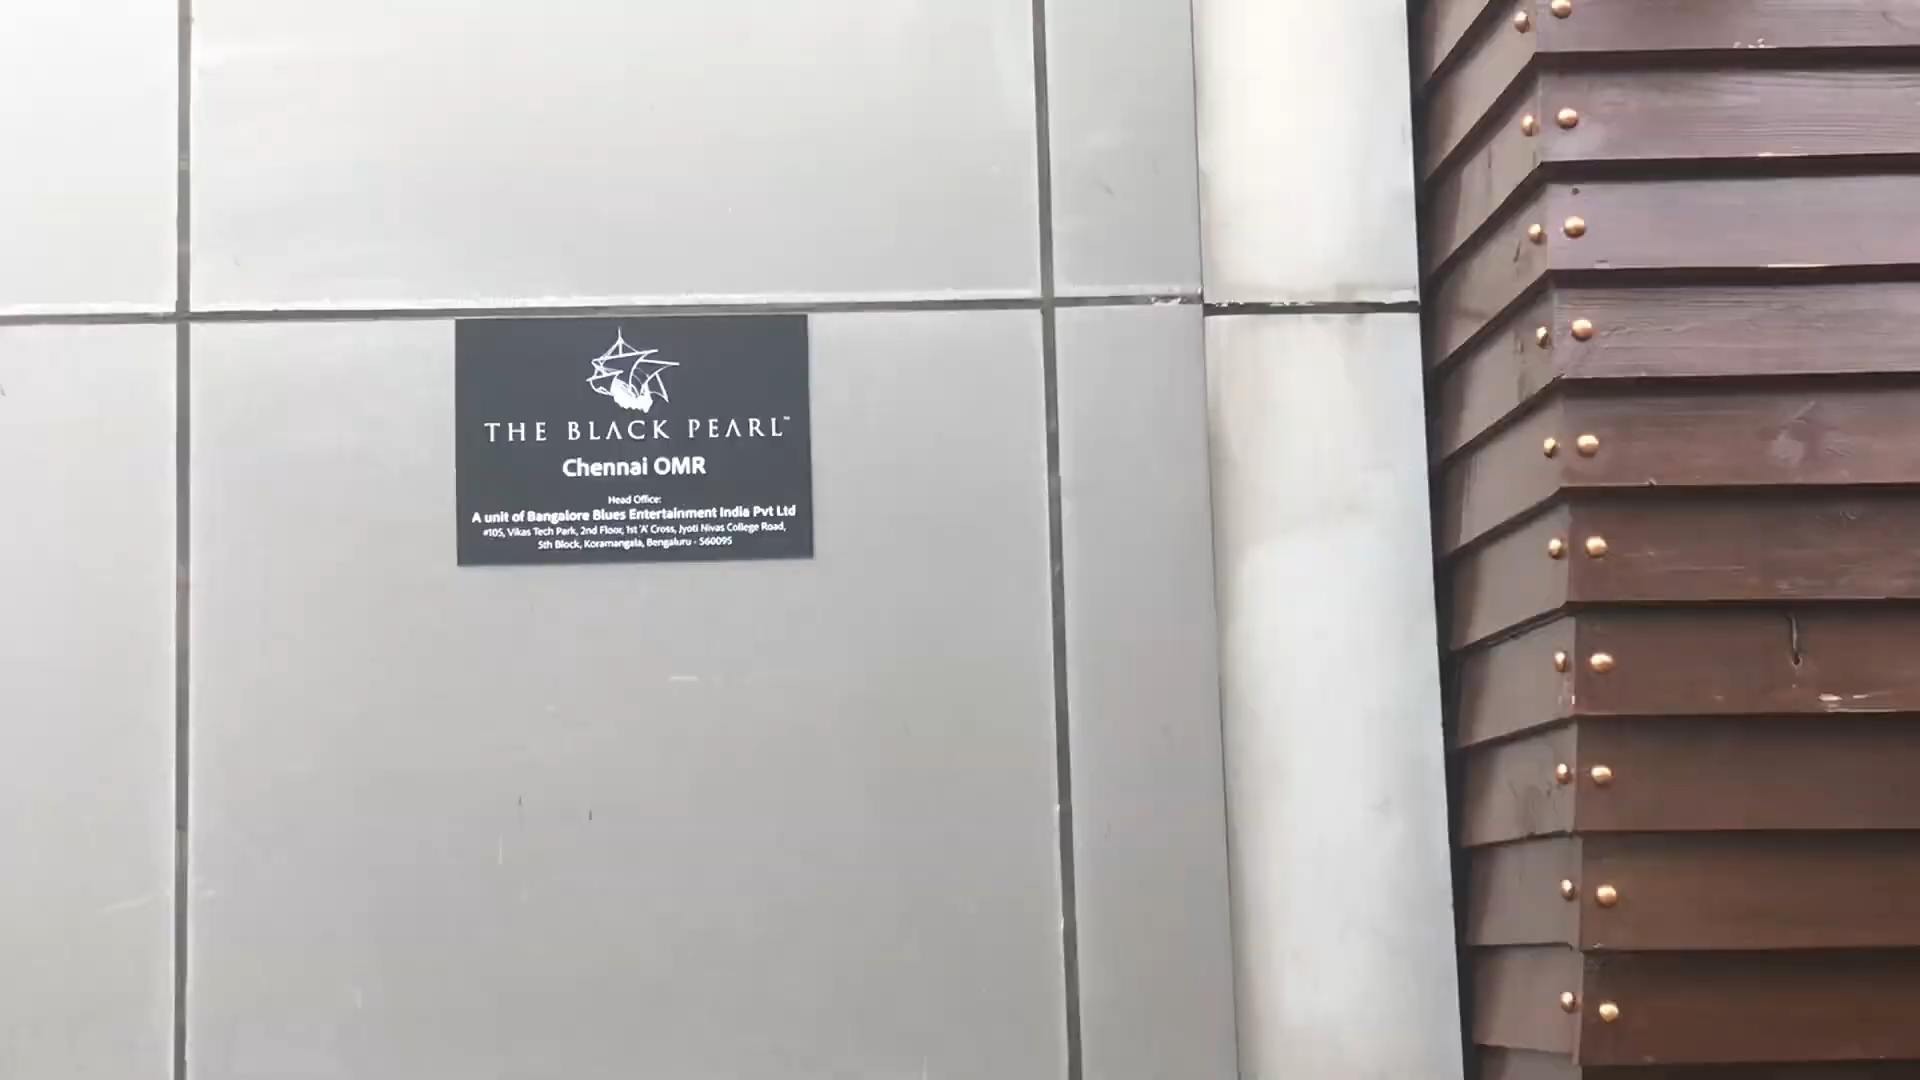 THE BLACK PEARL™
Chennai OMR
Head Office:
A unit of Bangalore Blues Entertainment India Pvt Ltd
#105, Vikas Tech Park, 2nd Floor, 1st 'A' Cross, Jyoti Nivas College Road,
5th Block, Koramangala, Bengaluru - 560095